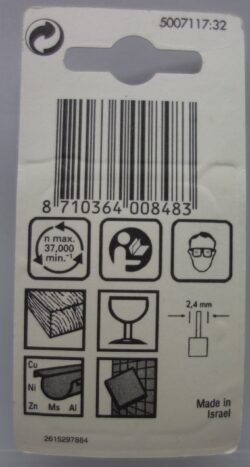 5007117:32
8 710364 008483
n max.
37,000
min.⁻¹
2,4 mm
Cu
Ni
Zn Ms Al
Made in
Israel
2615297884